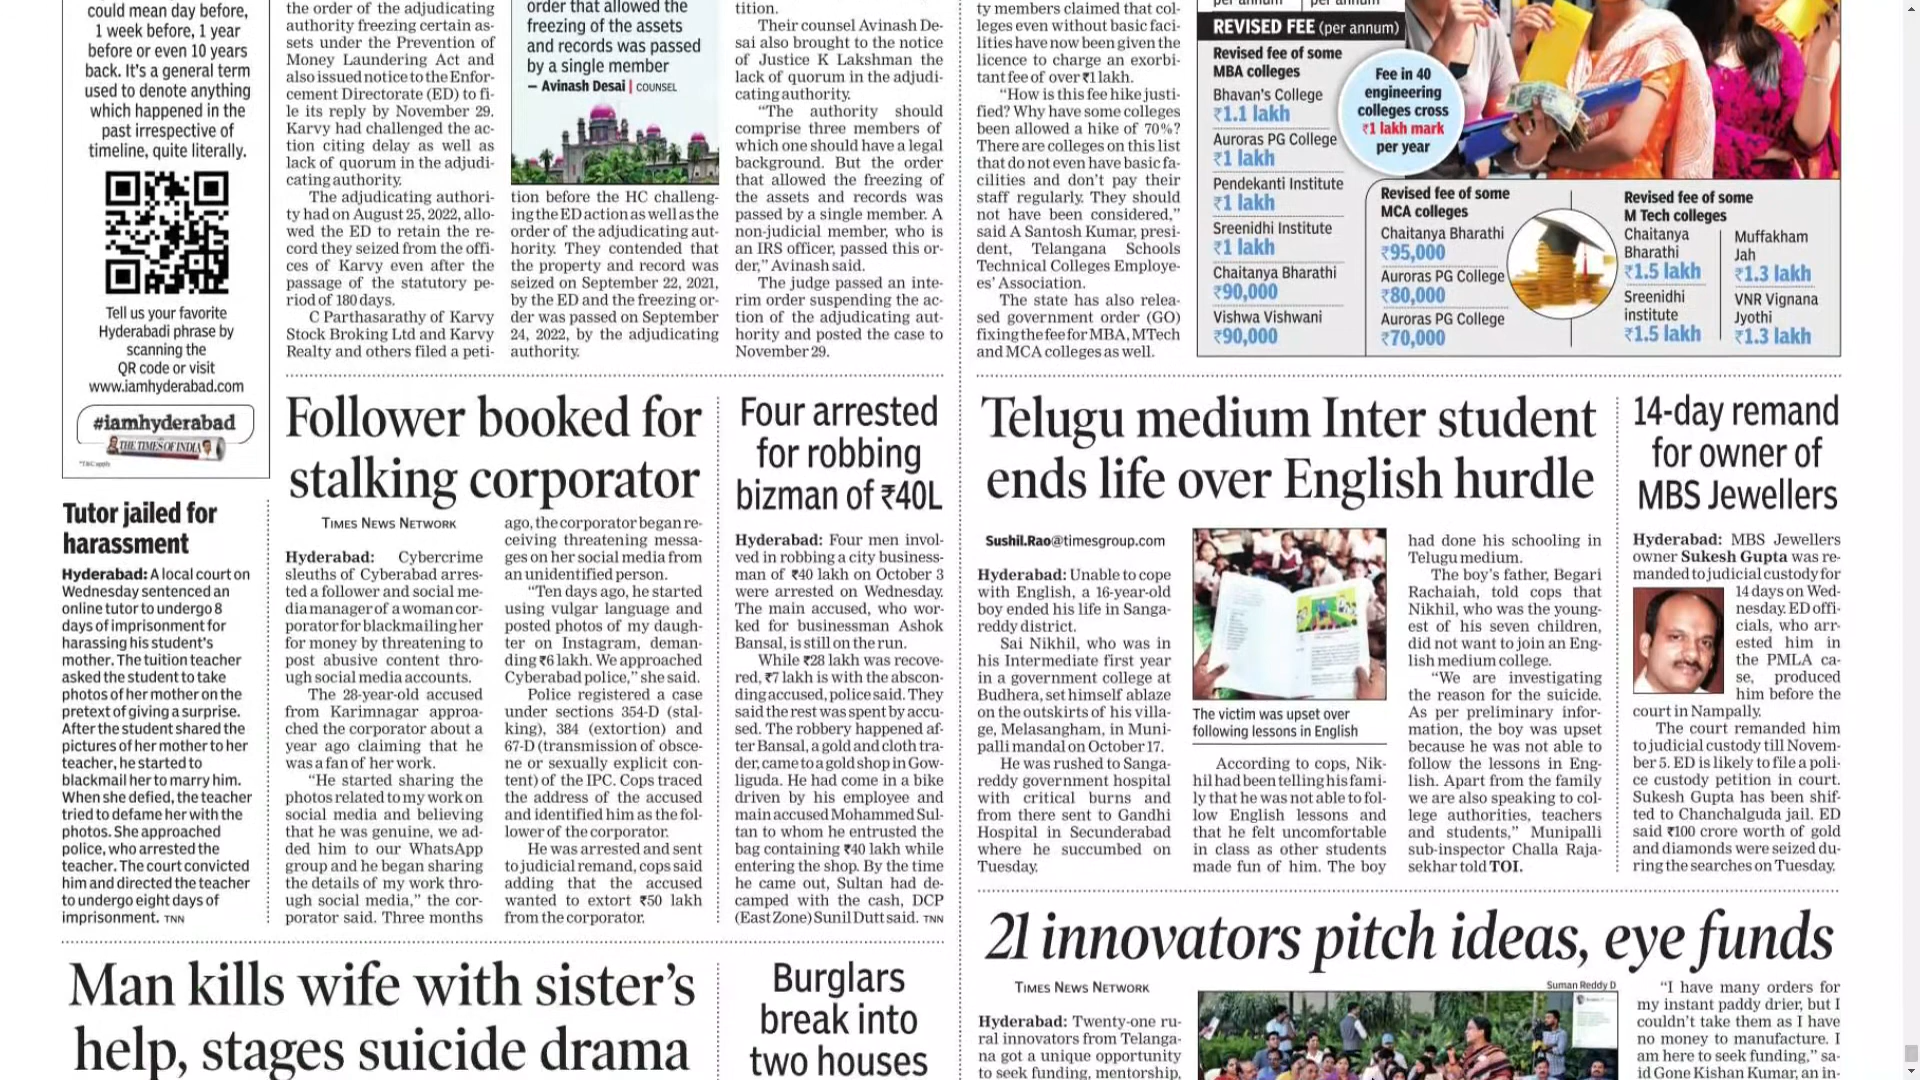 could mean day before,
1 week before, 1 year
before or even 10 years
back. It's a general term
used to denote anything
which happened in the
past irrespective of
timeline, quite literally.
Tell us your favorite
Hyderabadi phrase by
scanning the
QR code or visit
www.iamhyderabad.com
#iamhyderabad
THE TIMES OF INDIA
*T&C apply
Tutor jailed for
harassment
Hyderabad: A local court on
Wednesday sentenced an
online tutor to undergo 8
days of imprisonment for
harassing his student's
mother. The tuition teacher
asked the student to take
photos of her mother on the
pretext of giving a surprise.
After the student shared the
pictures of her mother to her
teacher, he started to
blackmail her to marry him.
When she defied, the teacher
tried to defame her with the
photos. She approached
police, who arrested the
teacher. The court convicted
him and directed the teacher
to undergo eight days of
imprisonment. TNN
the order of the adjudicating
authority freezing certain as-
sets under the Prevention of
Money Laundering Act and
also issued notice to the Enfor-
cement Directorate (ED) to fi-
le its reply by November 29.
Karvy had challenged the ac-
tion citing delay as well as
lack of quorum in the adjudi-
cating authority.
The adjudicating authori-
ty had on August 25, 2022, allo-
wed the ED to retain the re-
cord they seized from the offi-
ces of Karvy even after the
passage of the statutory pe-
riod of 180 days.
C Parthasarathy of Karvy
Stock Broking Ltd and Karvy
Realty and others filed a peti-
order that allowed the
freezing of the assets
and records was passed
by a single member
— Avinash Desai | COUNSEL
tion before the HC challeng-
ing the ED action as well as the
order of the adjudicating aut-
hority. They contended that
the property and record was
seized on September 22, 2021,
by the ED and the freezing or-
der was passed on September
24, 2022, by the adjudicating
authority.
tition.
Their counsel Avinash De-
sai also brought to the notice
of Justice K Lakshman the
lack of quorum in the adjudi-
cating authority.
“The authority should
comprise three members of
which one should have a legal
background. But the order
that allowed the freezing of
the assets and records was
passed by a single member. A
non-judicial member, who is
an IRS officer, passed this or-
der,” Avinash said.
The judge passed an inte-
rim order suspending the ac-
tion of the adjudicating aut-
hority and posted the case to
November 29.
Follower booked for
stalking corporator
TIMES NEWS NETWORK
Hyderabad: Cybercrime
sleuths of Cyberabad arres-
ted a follower and social me-
dia manager of a woman cor-
porator for blackmailing her
for money by threatening to
post abusive content thro-
ugh social media accounts.
The 28-year-old accused
from Karimnagar approa-
ched the corporator about a
year ago claiming that he
was a fan of her work.
“He started sharing the
photos related to my work on
social media and believing
that he was genuine, we ad-
ded him to our WhatsApp
group and he began sharing
the details of my work thro-
ugh social media,” the cor-
porator said. Three months
ago, the corporator began re-
ceiving threatening messa-
ges on her social media from
an unidentified person.
“Ten days ago, he started
using vulgar language and
posted photos of my daugh-
ter on Instagram, deman-
ding ₹6 lakh. We approached
Cyberabad police,” she said.
Police registered a case
under sections 354-D (stal-
king), 384 (extortion) and
67-D (transmission of obsce-
ne or sexually explicit con-
tent) of the IPC. Cops traced
the address of the accused
and identified him as the fol-
lower of the corporator.
He was arrested and sent
to judicial remand, cops said
adding that the accused
wanted to extort ₹50 lakh
from the corporator.
Four arrested
for robbing
bizman of ₹40L
Hyderabad: Four men invol-
ved in robbing a city business-
man of ₹40 lakh on October 3
were arrested on Wednesday.
The main accused, who wor-
ked for businessman Ashok
Bansal, is still on the run.
While ₹28 lakh was recove-
red, ₹7 lakh is with the abscon-
ding accused, police said. They
said the rest was spent by accu-
sed. The robbery happened af-
ter Bansal, a gold and cloth tra-
der, came to a gold shop in Gow-
liguda. He had come in a bike
driven by his employee and
main accused Mohammed Sul-
tan to whom he entrusted the
bag containing ₹40 lakh while
entering the shop. By the time
he came out, Sultan had de-
camped with the cash, DCP
(East Zone) Sunil Dutt said. TNN
Man kills wife with sister's
help, stages suicide drama
Burglars
break into
two houses
ty members claimed that col-
leges even without basic faci-
lities have now been given the
licence to charge an exorbi-
tant fee of over ₹1 lakh.
“How is this fee hike justi-
fied? Why have some colleges
been allowed a hike of 70%?
There are colleges on this list
that do not even have basic fa-
cilities and don't pay their
staff regularly. They should
not have been considered,”
said A Santosh Kumar, presi-
dent, Telangana Schools
Technical Colleges Employe-
es' Association.
The state has also relea-
sed government order (GO)
fixing the fee for MBA, MTech
and MCA colleges as well.
per annum
per annum
REVISED FEE (per annum)
Revised fee of some
MBA colleges
Bhavan's College
₹1.1 lakh
Auroras PG College
₹1 lakh
Pendekanti Institute
₹1 lakh
Sreenidhi Institute
₹1 lakh
Chaitanya Bharathi
₹90,000
Vishwa Vishwani
₹90,000
Fee in 40
engineering
colleges cross
₹1 lakh mark
per year
Revised fee of some
MCA colleges
Chaitanya Bharathi
₹95,000
Auroras PG College
₹80,000
Auroras PG College
₹70,000
Revised fee of some
M Tech colleges
Chaitanya
Bharathi
₹1.5 lakh
Sreenidhi
institute
₹1.5 lakh
Muffakham
Jah
₹1.3 lakh
VNR Vignana
Jyothi
₹1.3 lakh
Telugu medium Inter student
ends life over English hurdle
Sushil.Rao@timesgroup.com
Hyderabad: Unable to cope
with English, a 16-year-old
boy ended his life in Sanga-
reddy district.
Sai Nikhil, who was in
his Intermediate first year
in a government college at
Budhera, set himself ablaze
on the outskirts of his villa-
ge, Melasangham, in Muni-
palli mandal on October 17.
He was rushed to Sanga-
reddy government hospital
with critical burns and
from there sent to Gandhi
Hospital in Secunderabad
where he succumbed on
Tuesday.
The victim was upset over
following lessons in English
According to cops, Nik-
hil had been telling his fami-
ly that he was not able to fol-
low English lessons and
that he felt uncomfortable
in class as other students
made fun of him. The boy
had done his schooling in
Telugu medium.
The boy's father, Begari
Rachaiah, told cops that
Nikhil, who was the young-
est of his seven children,
did not want to join an Eng-
lish medium college.
“We are investigating
the reason for the suicide.
As per preliminary infor-
mation, the boy was upset
because he was not able to
follow the lessons in Eng-
lish. Apart from the family
we are also speaking to col-
lege authorities, teachers
and students,” Munipalli
sub-inspector Challa Raja-
sekhar told TOI.
14-day remand
for owner of
MBS Jewellers
Hyderabad: MBS Jewellers
owner Sukesh Gupta was re-
manded to judicial custody for
14 days on Wed-
nesday. ED offi-
cials, who arr-
ested him in
the PMLA ca-
se, produced
him before the
court in Nampally.
The court remanded him
to judicial custody till Novem-
ber 5. ED is likely to file a poli-
ce custody petition in court.
Sukesh Gupta has been shif-
ted to Chanchalguda jail. ED
said ₹100 crore worth of gold
and diamonds were seized du-
ring the searches on Tuesday.
21 innovators pitch ideas, eye funds
TIMES NEWS NETWORK
Hyderabad: Twenty-one ru-
ral innovators from Telanga-
na got a unique opportunity
to seek funding, mentorship,
Suman Reddy D
“I have many orders for
my instant paddy drier, but I
couldn't take them as I have
no money to manufacture. I
am here to seek funding,” sa-
id Gone Kishan Kumar, an in-